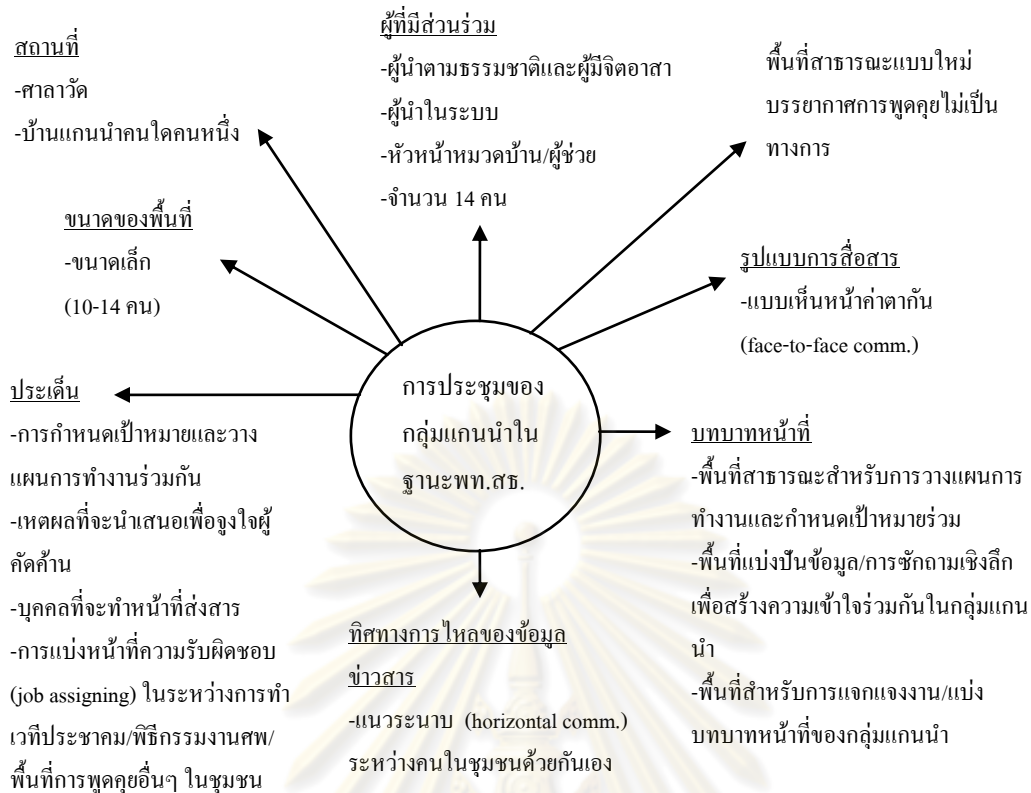 สถานที่
-ศาลาวัด
-บ้านแกนนำคนใดคนหนึ่ง
ผู้ที่มีส่วนร่วม
-ผู้นำตามธรรมชาติและผู้มีจิตอาสา
-ผู้นำในระบบ
-หัวหน้าหมวดบ้าน/ผู้ช่วย
-จำนวน 14 คน
พื้นที่สาธารณะแบบใหม่
บรรยากาศการพูดคุยไม่เป็น
ทางการ
ขนาดของพื้นที่
-ขนาดเล็ก
(10-14 คน)
รูปแบบการสื่อสาร
-แบบเห็นหน้าค่าตากัน
(face-to-face comm.)
การประชุมของ
กลุ่มแกนนำใน
ฐานะพท.สธ.
ประเด็น
-การกำหนดเป้าหมายและวาง
แผนการทำงานร่วมกัน
-เหตผลที่จะนำเสนอเพื่อจูงใจผู้
คัดค้าน
-บุคคลที่จะทำหน้าที่ส่งสาร
-การแบ่งหน้าที่ความรับผิดชอบ
(job assigning) ในระหว่างการทำ
เวทีประชาคม/พิธีกรรมงานศพ/
พื้นที่การพูดคุยอื่นๆ ในชุมชน
ทิศทางการไหลของข้อมูล
ข่าวสาร
-แนวระนาบ (horizontal comm.)
ระหว่างคนในชุมชนด้วยกันเอง
บทบาทหน้าที่
-พื้นที่สาธารณะสำหรับการวางแผนการ
ทำงานและกำหนดเป้าหมายร่วม
-พื้นที่แบ่งปันข้อมูล/การซักถามเชิงลึก
เพื่อสร้างความเข้าใจร่วมกันในกลุ่มแกน
นำ
-พื้นที่สำหรับการแจกแจงงาน/แบ่ง
บทบาทหน้าที่ของกลุ่มแกนนำ